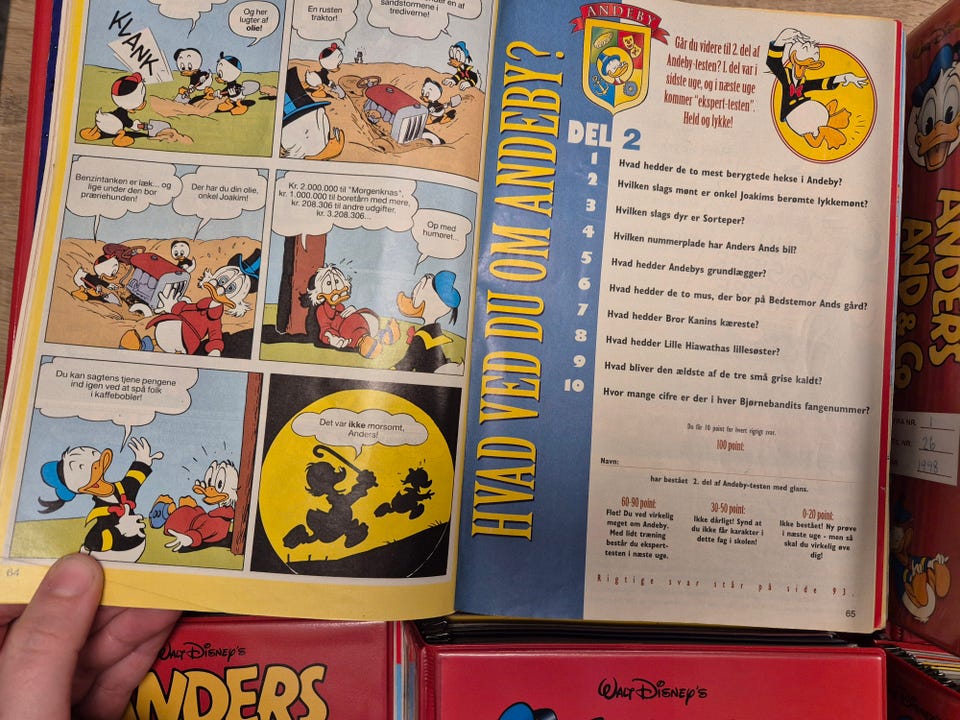 KLANK
Og her
lugter af
olie!
En rusten
traktor!
en af
sandstormene i
trediverne!
Benzintanken er læk... og
lige under den bor
præriehunden!
Der har du din olie,
onkel Joakim!
Kr. 2.000.000 til "Morgenknas",
kr. 1.000.000 til boretårn med mere,
kr. 208.306 til andre udgifter,
kr. 3.208.306...
Op med
humøret...
Du kan sagtens tjene pengene
ind igen ved at spå folk
i kaffebobler!
Det var ikke morsomt,
Anders!
64
HVAD VED DU OM ANDEBY?
ANDEBY
Går du videre til 2. del af
Andeby-testen? 1. del var i
sidste uge, og i næste uge
kommer "ekspert-testen".
Held og lykke!
DEL 2
1 Hvad hedder de to mest berygtede hekse i Andeby?
2 Hvilken slags mønt er onkel Joakims berømte lykkemønt?
3 Hvilken slags dyr er Sorteper?
4 Hvilken nummerplade har Anders Ands bil?
5 Hvad hedder Andebys grundlægger?
6 Hvad hedder de to mus, der bor på Bedstemor Ands gård?
7 Hvad hedder Bror Kanins kæreste?
8 Hvad hedder Lille Hiawathas lillesøster?
9 Hvad bliver den ældste af de tre små grise kaldt?
10 Hvor mange cifre er der i hver Bjørnebandits fangenummer?
Du får 10 point for hvert rigtigt svar.
100 point:
Navn:
har bestået 2. del af Andeby-testen med glans.
60-90 point:
Flot! Du ved virkelig
meget om Andeby.
Med lidt træning
består du ekspert-
testen i næste uge.
30-50 point:
Ikke dårligt! Synd at
du ikke får karakter i
dette fag i skolen!
0-20 point:
Ikke bestået! Ny prøve
i næste uge - men så
skal du virkelig øve
dig!
Rigtige svar står på side 93.
65
ANDERS
AND & Co
FRA NR. 1
TIL NR. 26
1998
WALT DISNEY'S
ANDERS
WALT DISNEY'S